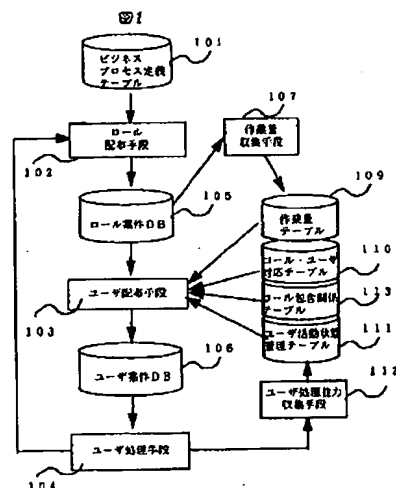 図1
101
ビジネス
プロセス定義
テーブル
107
ロール
配布手段
作業量
収集手段
102
105
109
ロール案件DB
作業量
テーブル
110
ロール・ユーザ
対応テーブル
ユーザ配布手段
113
ロール包含関係
テーブル
103
ユーザ活動状態
管理テーブル
111
106
ユーザ案件DB
112
ユーザ処理能力
収集手段
ユーザ処理手段
104